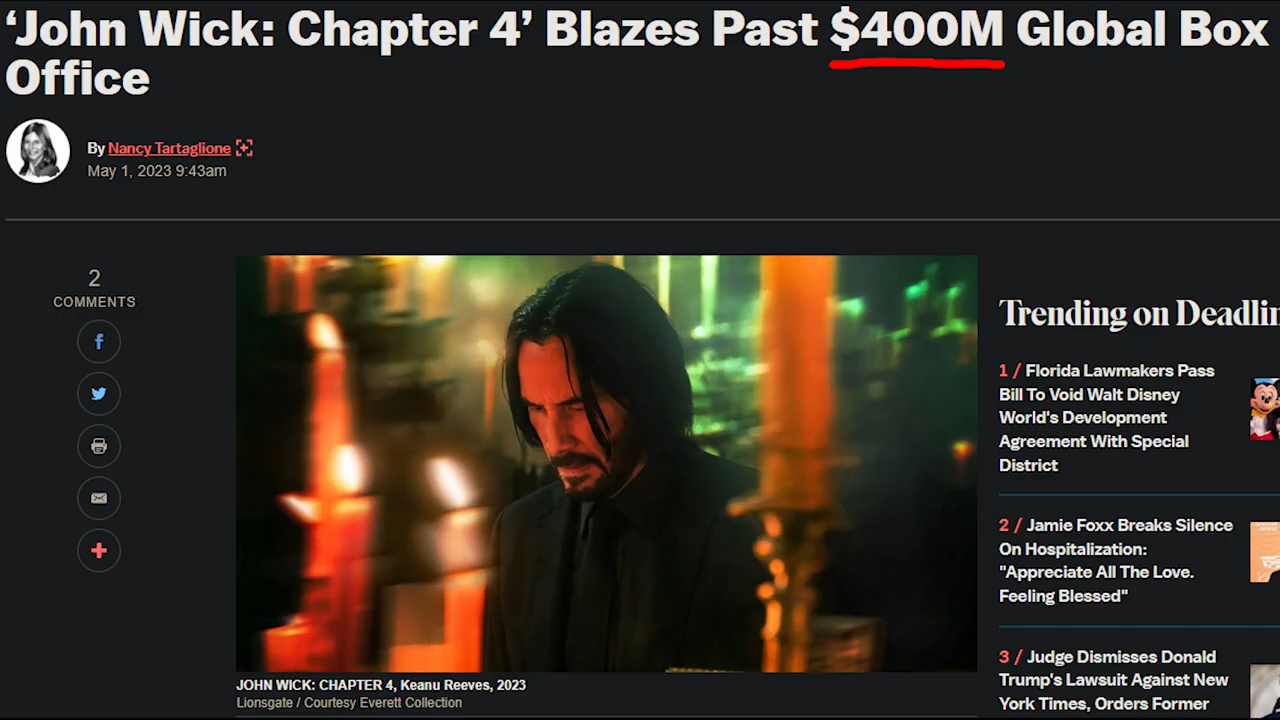 ‘John Wick: Chapter 4’ Blazes Past $400M Global Box
Office
By Nancy Tartaglione
May 1, 2023 9:43am
2
COMMENTS
JOHN WICK: CHAPTER 4, Keanu Reeves, 2023
Lionsgate / Courtesy Everett Collection
Trending on Deadlin
1 / Florida Lawmakers Pass
Bill To Void Walt Disney
World's Development
Agreement With Special
District
2 / Jamie Foxx Breaks Silence
On Hospitalization:
"Appreciate All The Love.
Feeling Blessed"
3 / Judge Dismisses Donald
Trump's Lawsuit Against New
York Times, Orders Former